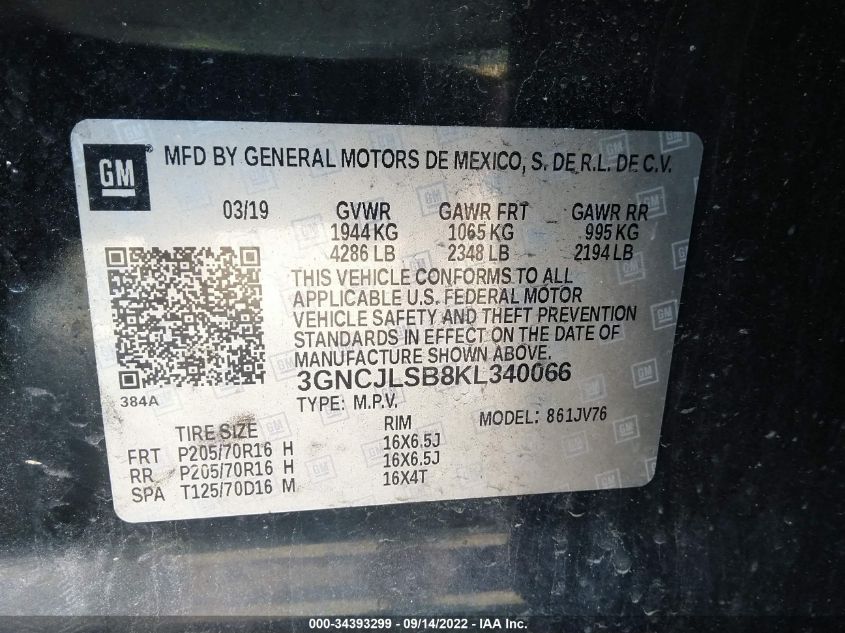 GM MFD BY GENERAL MOTORS DE MEXICO, S. DE R.L. DE C.V.
03/19 GVWR GAWR FRT GAWR RR
1944 KG 1065 KG 995 KG
4286 LB 2348 LB 2194 LB
THIS VEHICLE CONFORMS TO ALL
APPLICABLE U.S. FEDERAL MOTOR
VEHICLE SAFETY AND THEFT PREVENTION
STANDARDS IN EFFECT ON THE DATE OF
MANUFACTURE SHOWN ABOVE.
384A 3GNCJLSB8KL340066
TYPE: M.P.V. MODEL: 861JV76
TIRE SIZE RIM
FRT P205/70R16 H 16X6.5J
RR P205/70R16 H 16X6.5J
SPA T125/70D16 M 16X4T
000-34393299 - 09/14/2022 - IAA Inc.